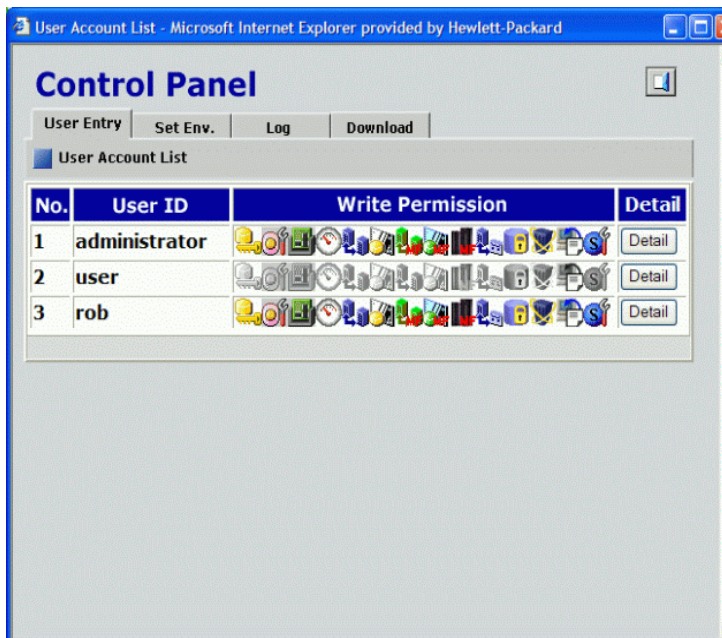 User Account List - Microsoft Internet Explorer provided by Hewlett-Packard
Control Panel
User Entry Set Env. Log Download
User Account List
No. User ID Write Permission Detail
1 administrator Detail
2 user Detail
3 rob Detail